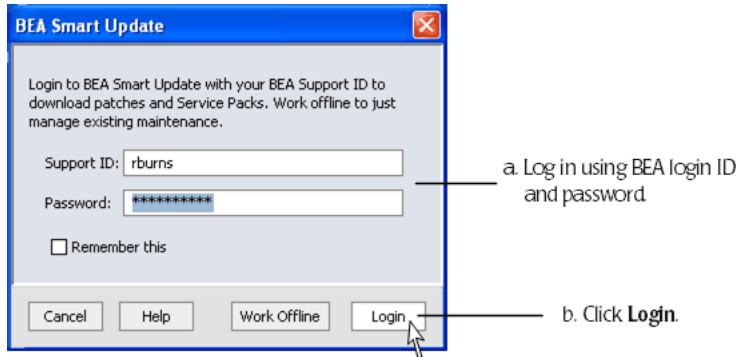 BEA Smart Update
Login to BEA Smart Update with your BEA Support ID to
download patches and Service Packs. Work offline to just
manage existing maintenance.
Support ID: rburns
Password: **********
Remember this
Cancel Help Work Offline Login
a. Log in using BEA login ID
and password.
b. Click Login.